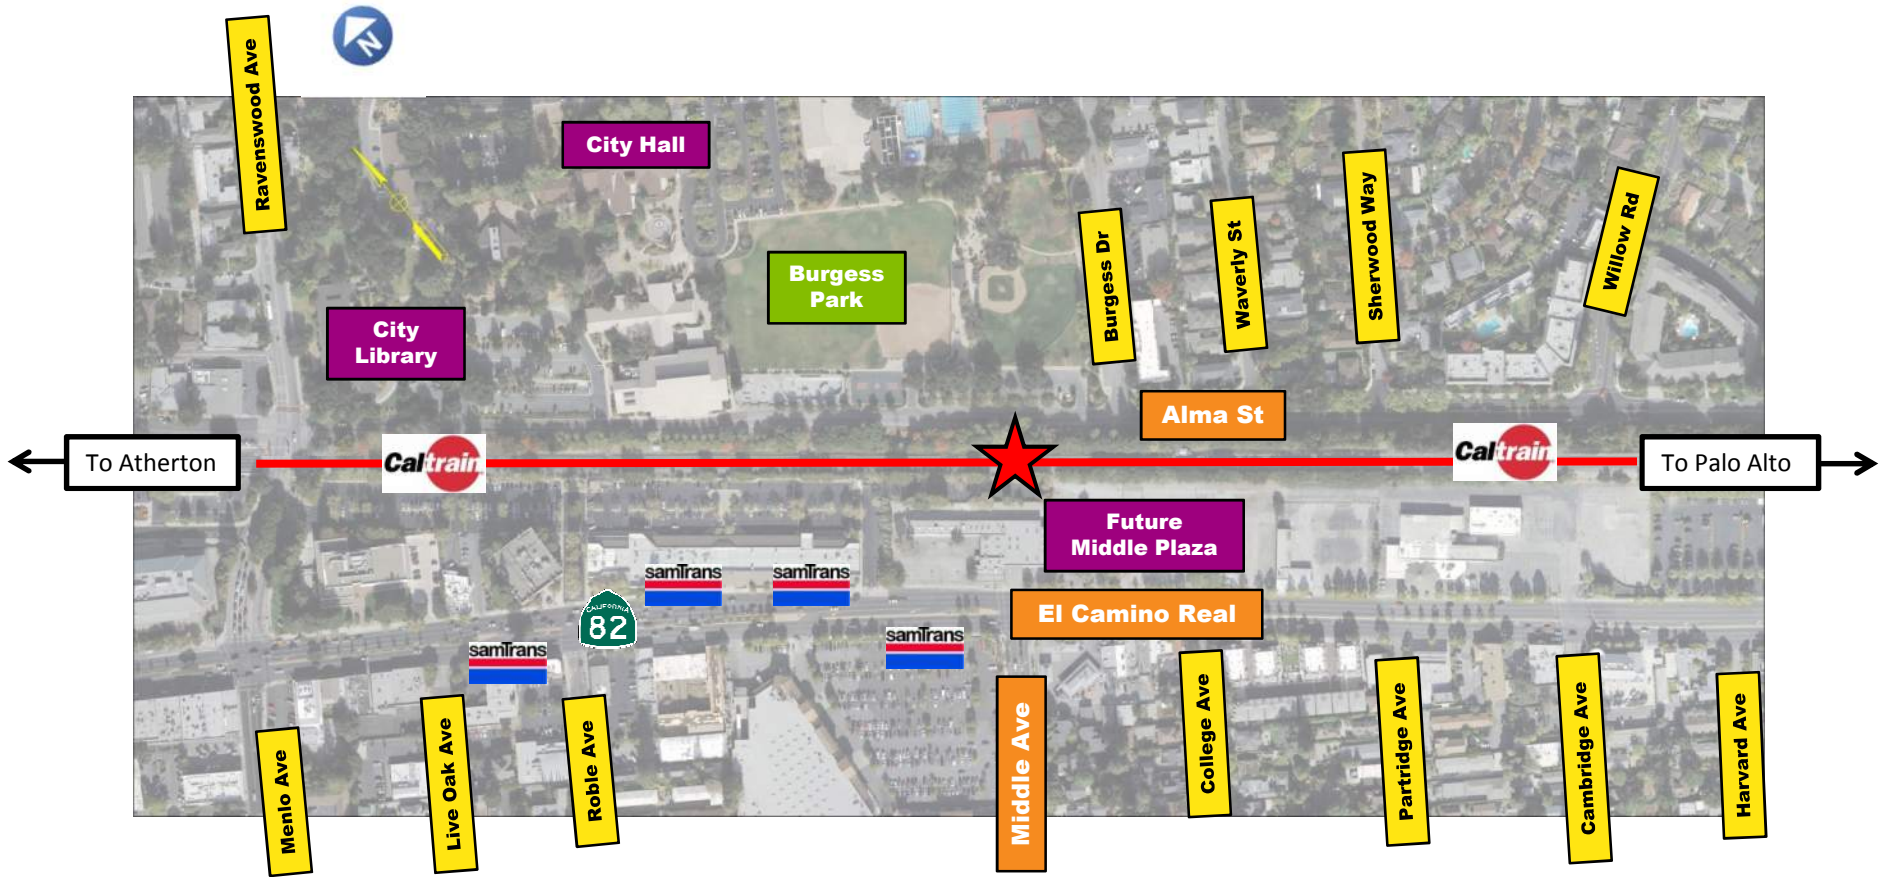 N
Ravenswood Ave
City Hall
Sherwood Way
Willow Rd
Waverly St
Burgess Dr
Burgess
Park
City
Library
Alma St
To Atherton
Caltrain
Caltrain
To Palo Alto
Future
Middle Plaza
samTrans
samTrans
CALIFORNIA
82
El Camino Real
samTrans
samTrans
Menlo Ave
Live Oak Ave
Roble Ave
Middle Ave
College Ave
Partridge Ave
Cambridge Ave
Harvard Ave